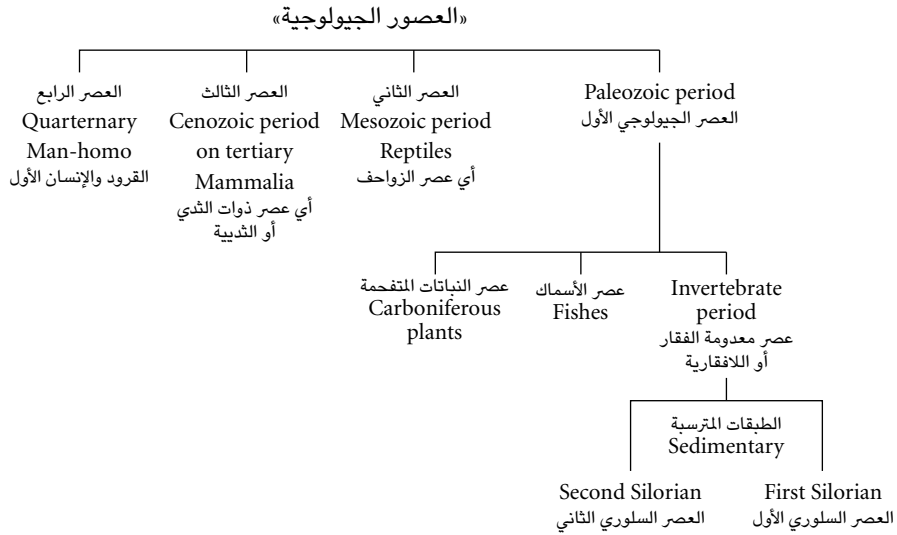 «العصور الجيولوجية»
Paleozoic period
العصر الجيولوجي الأول
العصر الثاني
Mesozoic period
Reptiles
أي عصر الزواحف
العصر الثالث
Cenozoic period
on tertiary
Mammalia
أي عصر ذوات الثدي
أو الثديية
العصر الرابع
Quarternary
Man-homo
القرود والإنسان الأول
Invertebrate
period
عصر معدومة الفقار
أو اللافقارية
عصر الأسماك
Fishes
عصر النباتات المتفحمة
Carboniferous
plants
الطبقات المترسبة
Sedimentary
First Silorian
العصر السلوري الأول
Second Silorian
العصر السلوري الثاني